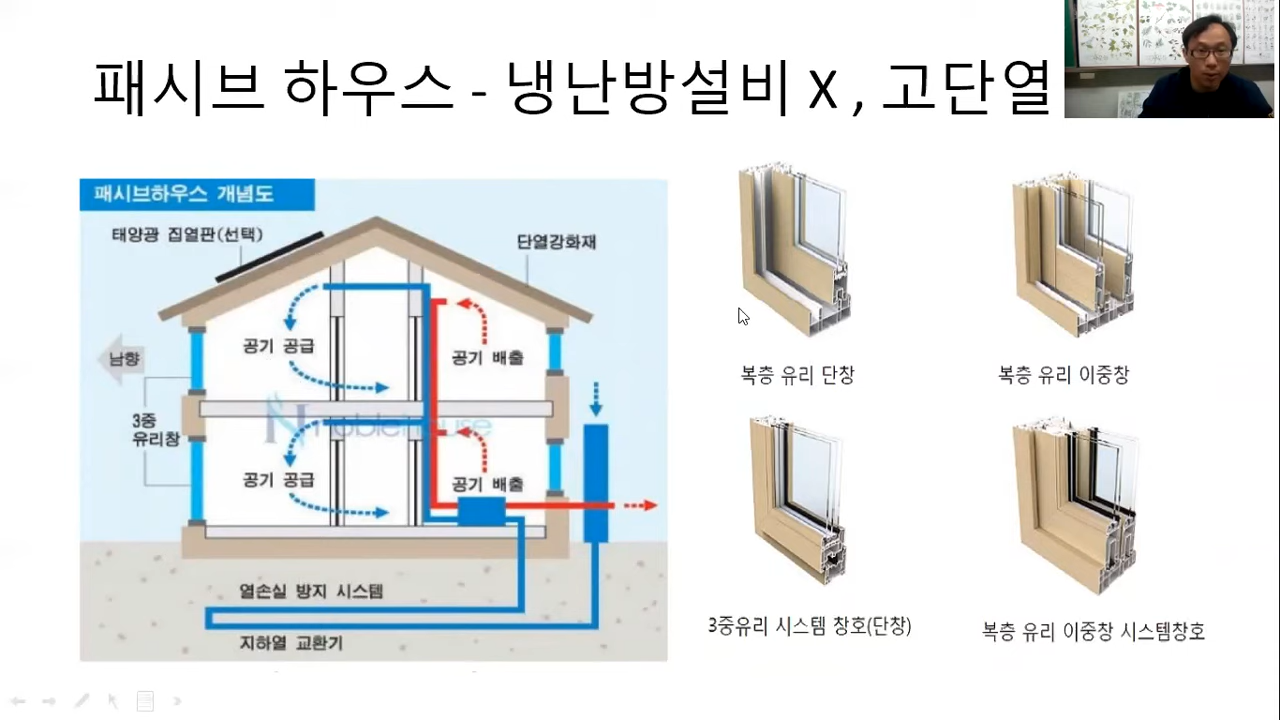 패시브 하우스 - 냉난방설비 X , 고단열
패시브하우스 개념도
태양광 집열판(선택)
단열강화재
공기 공급
공기 배출
남향
3중
유리창
Noblehouse
공기 공급
공기 배출
열손실 방지 시스템
지하열 교환기
복층 유리 단창
복층 유리 이중창
3중유리 시스템 창호(단창)
복층 유리 이중창 시스템창호